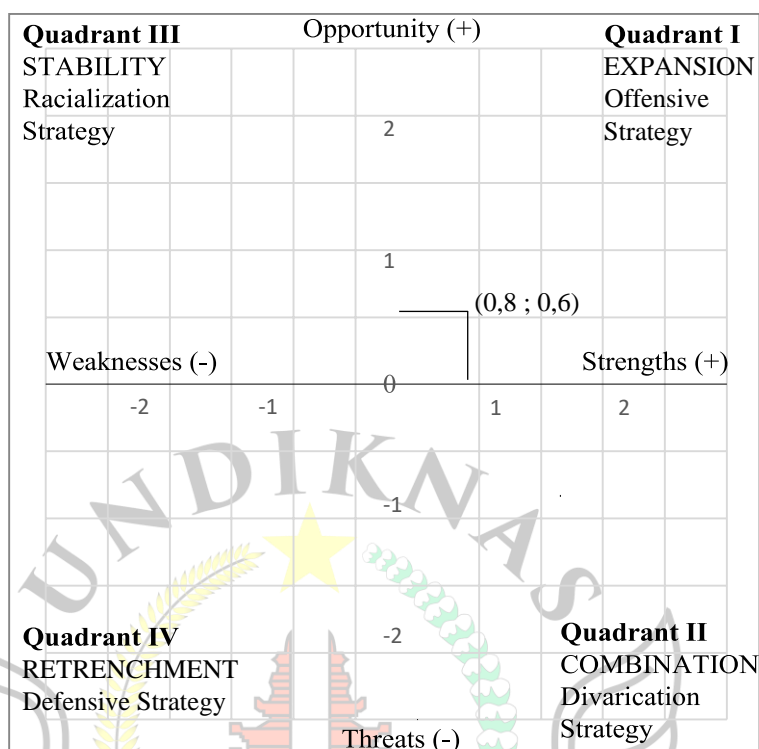 Quadrant III
STABILITY
Racialization
Strategy
Opportunity (+)
Quadrant I
EXPANSION
Offensive
Strategy
2
1
(0,8 ; 0,6)
Weaknesses (-)
Strengths (+)
0
-2
-1
1
2
UNDIKNAS
-1
-2
Quadrant IV
RETRENCHMENT
Defensive Strategy
Quadrant II
COMBINATION
Divarication
Strategy
Threats (-)